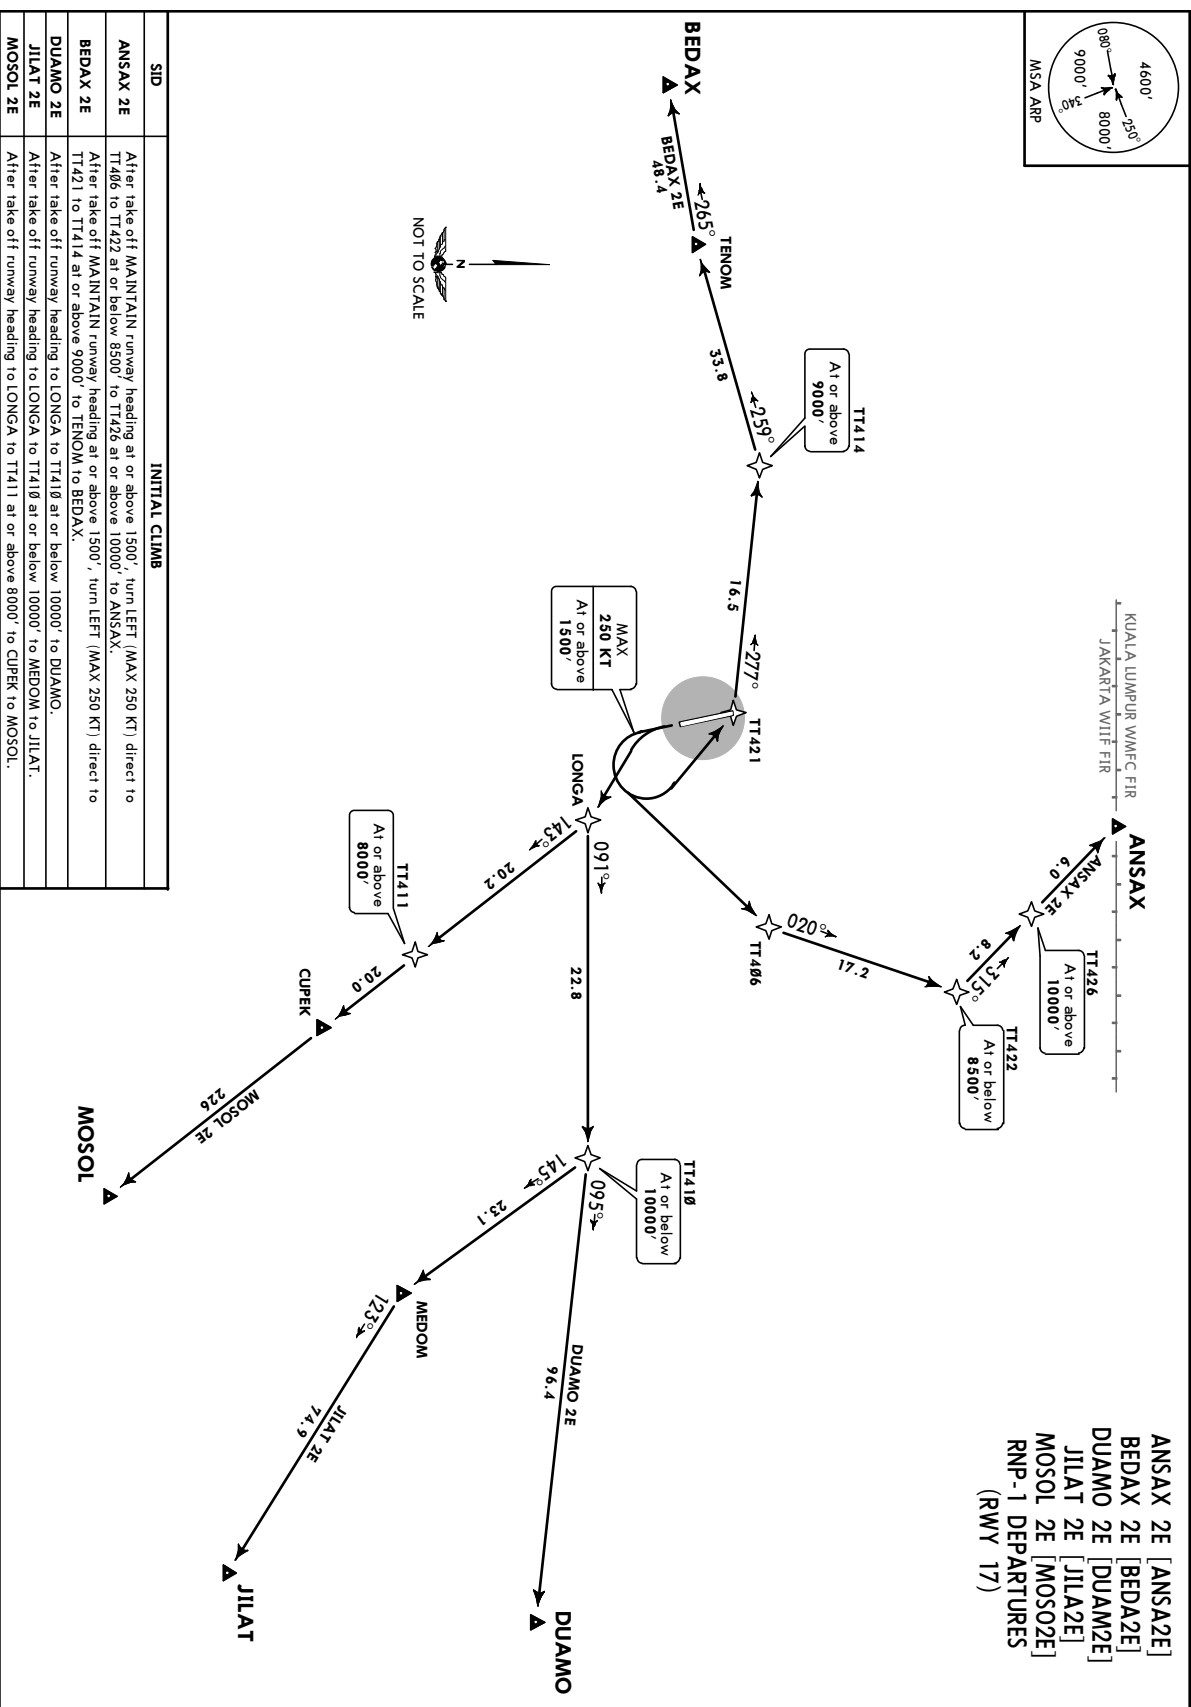 4600'
250°
8000'
340°
9000'
080°
MSA ARP
ANSAX 2E [ANSA2E]
BEDAX 2E [BEDA2E]
DUAMO 2E [DUAM2E]
JILAT 2E [JILA2E]
MOSOL 2E [MOSO2E]
RNP-1 DEPARTURES
(RWY 17)
KUALA LUMPUR WMFC FIR
JAKARTA WIIF FIR
ANSAX
ANSAX 2E
6.0
TT426
At or above
10000'
8.2
315°
TT422
At or below
8500'
17.2
020°
TT4Ø6
TT414
At or above
9000'
259°
33.8
TENOM
265°
BEDAX 2E
48.4
BEDAX
16.5
277°
TT421
MAX
250 KT
At or above
1500'
LONGA
091°
22.8
143°
20.2
TT411
At or above
8000'
20.0
CUPEK
MOSOL 2E
226
MOSOL
TT41Ø
At or below
10000'
095°
DUAMO 2E
96.4
DUAMO
145°
23.1
MEDOM
123°
JILAT 2E
74.9
JILAT
N
NOT TO SCALE
SID INITIAL CLIMB
ANSAX 2E After take off MAINTAIN runway heading at or above 1500', turn LEFT (MAX 250 KT) direct to
TT4Ø6 to TT422 at or below 8500' to TT426 at or above 10000' to ANSAX.
BEDAX 2E After take off MAINTAIN runway heading at or above 1500', turn LEFT (MAX 250 KT) direct to
TT421 to TT414 at or above 9000' to TENOM to BEDAX.
DUAMO 2E After take off runway heading to LONGA to TT41Ø at or below 10000' to DUAMO.
JILAT 2E After take off runway heading to LONGA to TT41Ø at or below 10000' to MEDOM to JILAT.
MOSOL 2E After take off runway heading to LONGA to TT411 at or above 8000' to CUPEK to MOSOL.